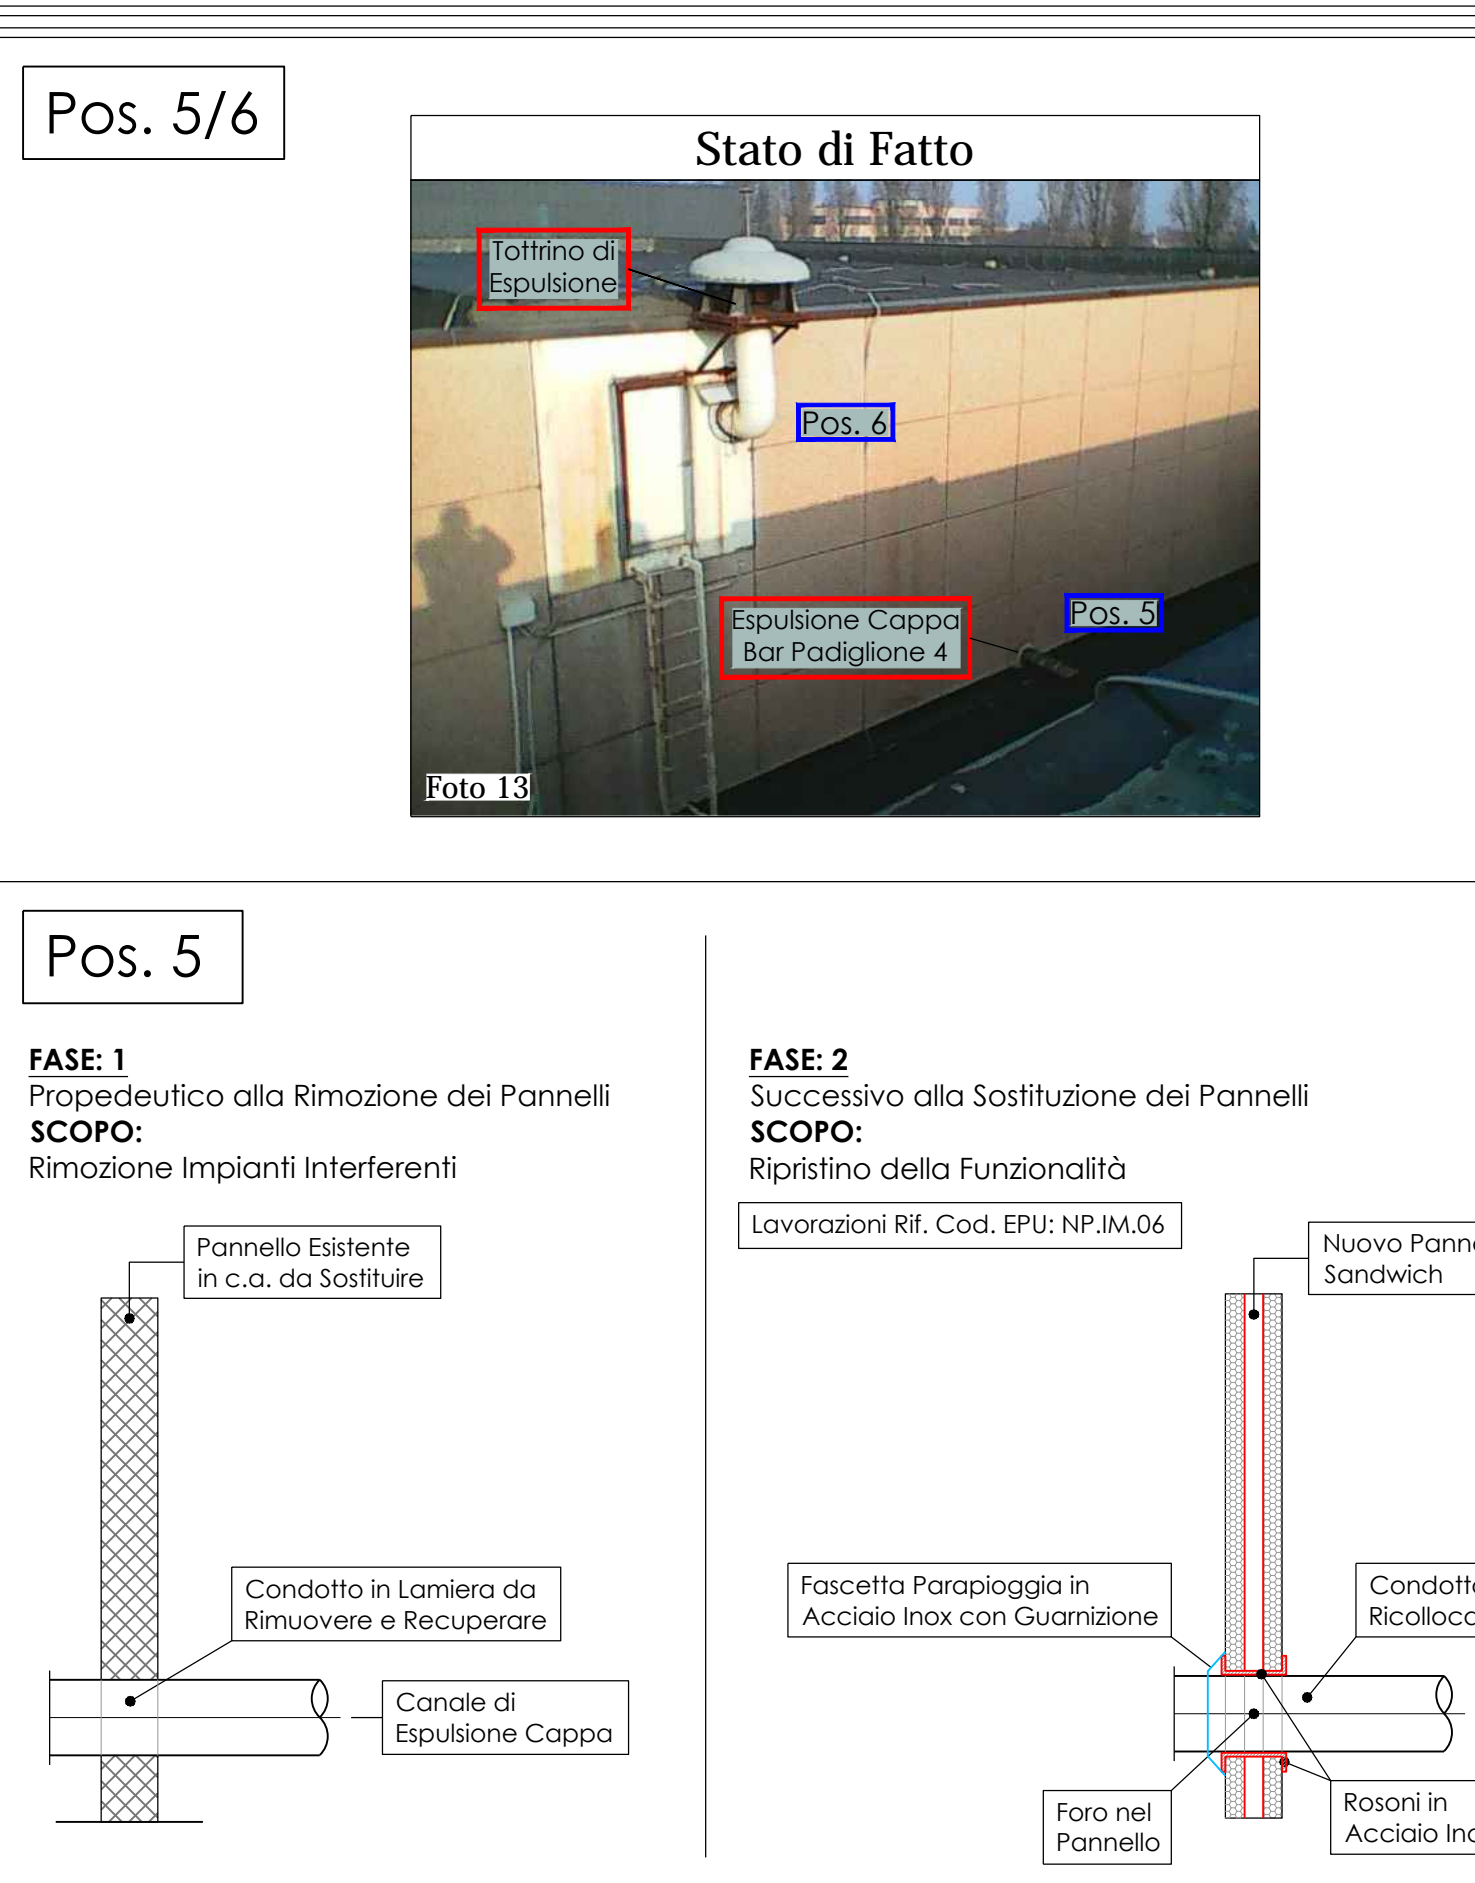 Pos. 5/6
Stato di Fatto
Tottrino di
Espulsione
Pos. 6
Pos. 5
Espulsione Cappa
Bar Padiglione 4
Foto 13
Pos. 5
FASE: 1
Propedeutico alla Rimozione dei Pannelli
SCOPO:
Rimozione Impianti Interferenti
Pannello Esistente
in c.a. da Sostituire
Condotto in Lamiera da
Rimuovere e Recuperare
Canale di
Espulsione Cappa
FASE: 2
Successivo alla Sostituzione dei Pannelli
SCOPO:
Ripristino della Funzionalità
Lavorazioni Rif. Cod. EPU: NP.IM.06
Nuovo
Sandwich
Fascetta Parapioggia in
Acciaio Inox con Guarnizione
Foro nel
Pannello
Rosoni in
Acciaio